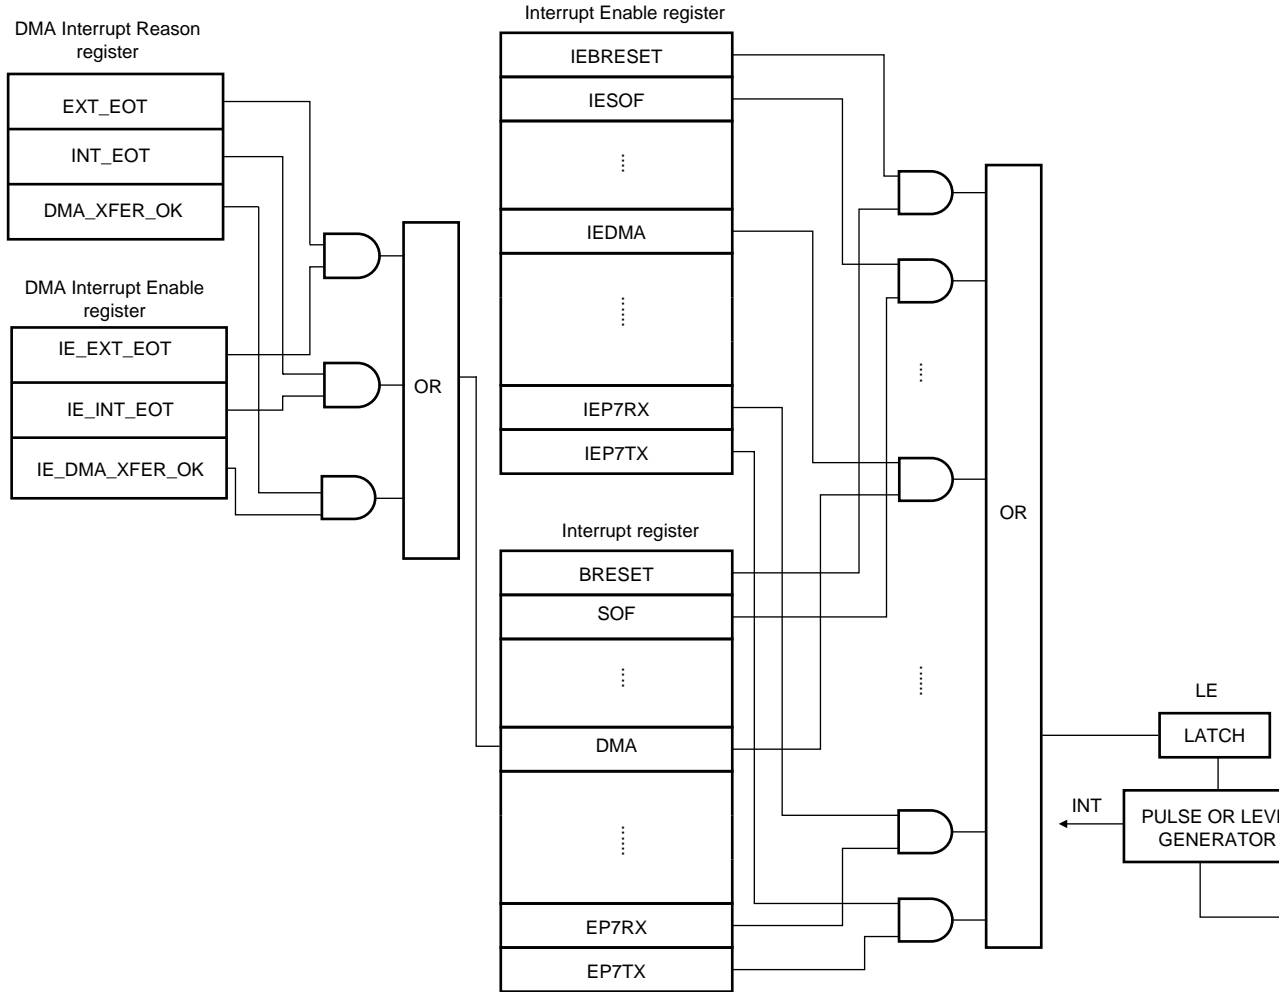 DMA Interrupt Reason
register
EXT_EOT
INT_EOT
DMA_XFER_OK
DMA Interrupt Enable
register
IE_EXT_EOT
IE_INT_EOT
IE_DMA_XFER_OK
OR
Interrupt Enable register
IEBRESET
IESOF
IEDMA
IEP7RX
IEP7TX
Interrupt register
BRESET
SOF
DMA
EP7RX
EP7TX
OR
LE
LATCH
INT
PULSE OR
GENERATOR